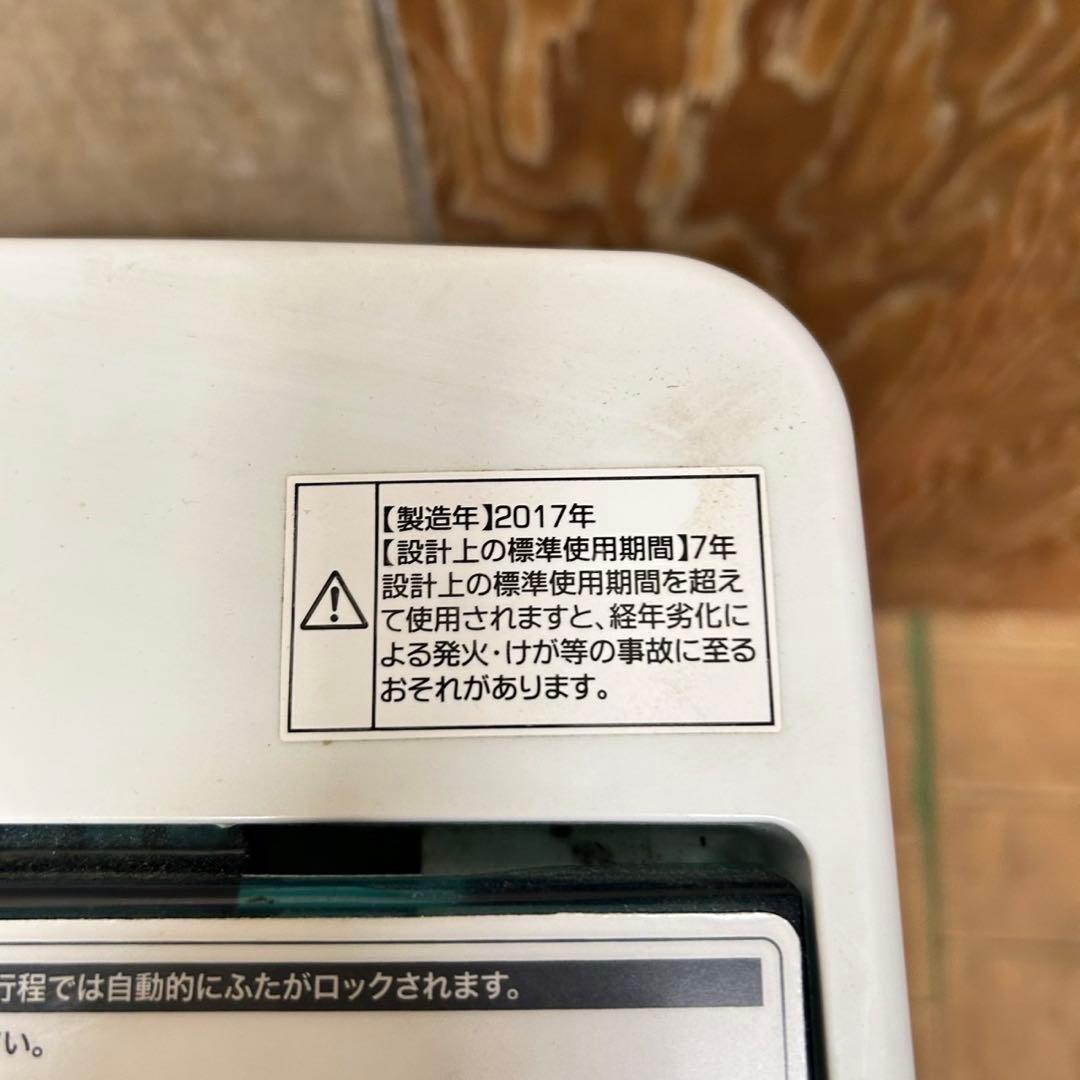 【製造年】2017年
【設計上の標準使用期間】7年
設計上の標準使用期間を超え
て使用されますと、経年劣化に
よる発火・けが等の事故に至る
おそれがあります。
行程では自動的にふたがロックされます。
い。